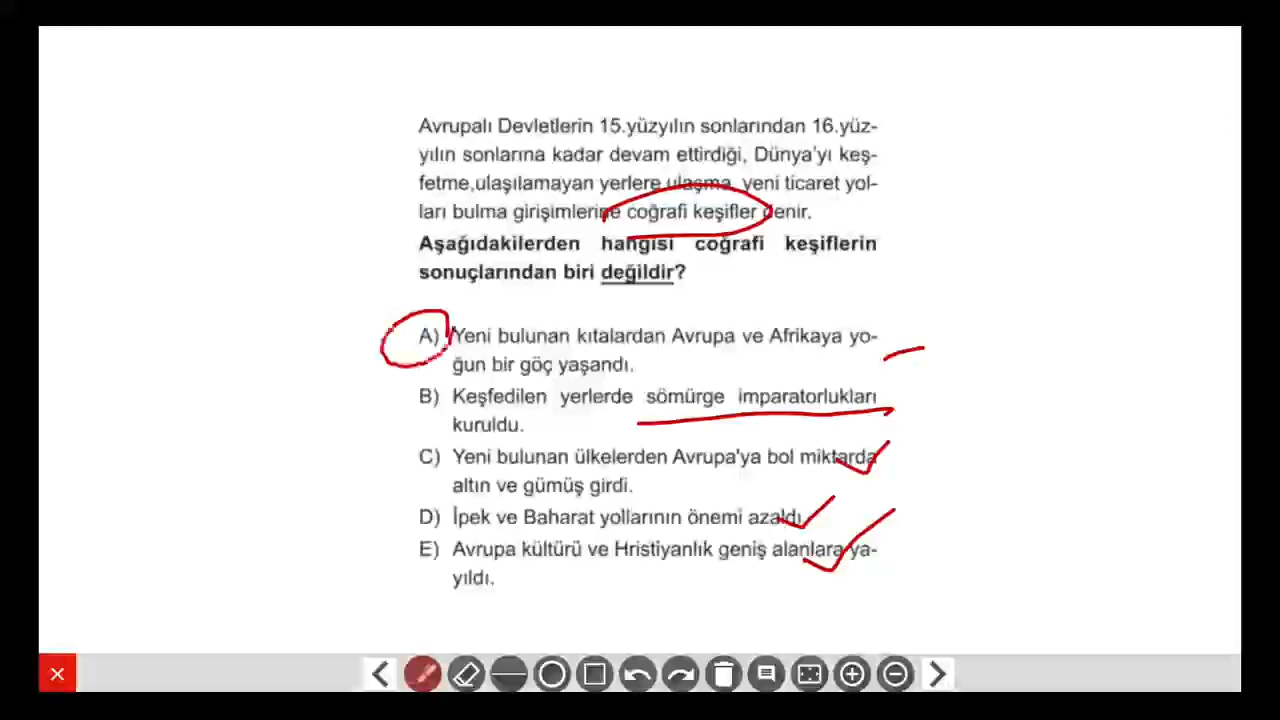 Avrupalı Devletlerin 15.yüzyılın sonlarından 16.yüz-
yılın sonlarına kadar devam ettirdiği, Dünya'yı keş-
fetme,ulaşılamayan yerlere ulaşma, yeni ticaret yol-
ları bulma girişimlerine coğrafi keşifler denir.
Aşağıdakilerden hangisi coğrafi keşiflerin
sonuçlarından biri değildir?
A) Yeni bulunan kıtalardan Avrupa ve Afrikaya yo-
ğun bir göç yaşandı.
B) Keşfedilen yerlerde sömürge imparatorlukları
kuruldu.
C) Yeni bulunan ülkelerden Avrupa'ya bol miktarda
altın ve gümüş girdi.
D) İpek ve Baharat yollarının önemi azaldı.
E) Avrupa kültürü ve Hristiyanlık geniş alanlara ya-
yıldı.